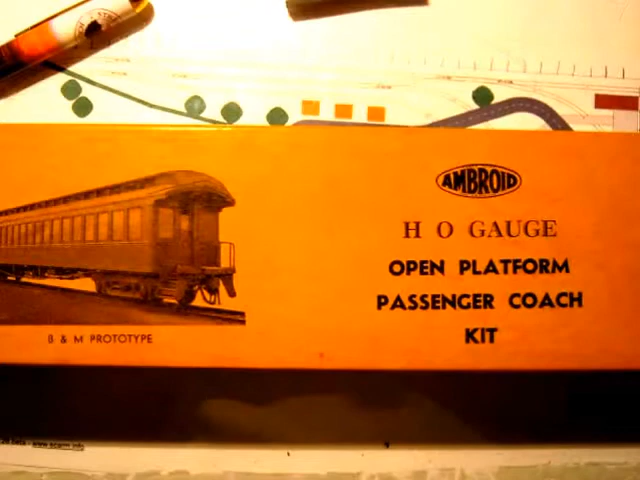 AMBROID
H O GAUGE
OPEN PLATFORM
PASSENGER COACH
KIT
B & M PROTOTYPE